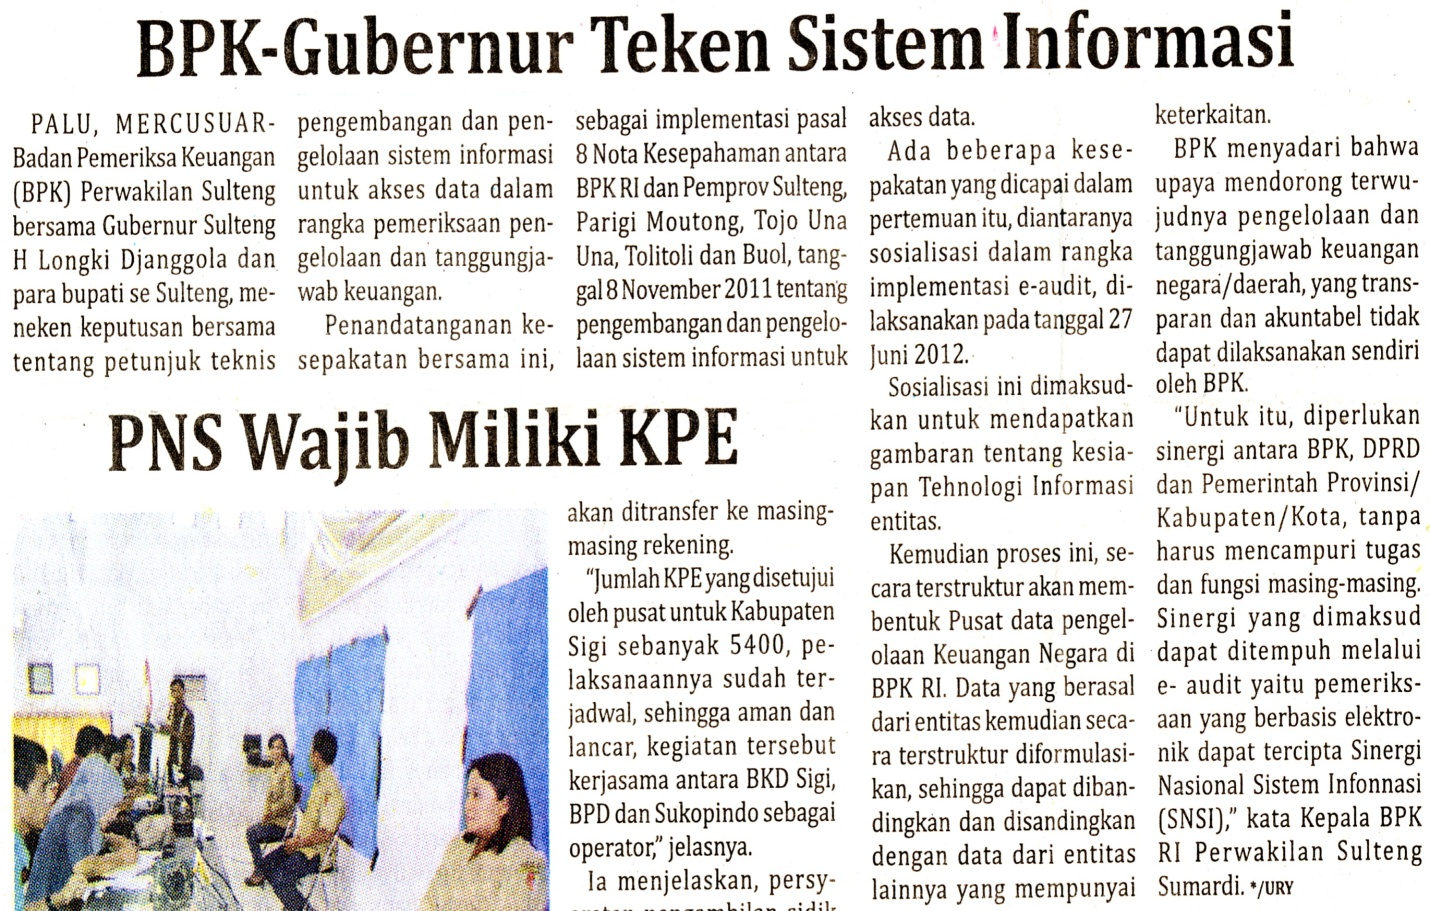 BPK-Gubernur Teken Sistem Informasi
PALU, MERCUSUAR-
Badan Pemeriksa Keuangan
(BPK) Perwakilan Sulteng
bersama Gubernur Sulteng
H Longki Djanggola dan
para bupati se Sulteng, me-
neken keputusan bersama
tentang petunjuk teknis
pengembangan dan pen-
gelolaan sistem informasi
untuk akses data dalam
rangka pemeriksaan pen-
gelolaan dan tanggungja-
wab keuangan.
Penandatanganan ke-
sepakatan bersama ini,
sebagai implementasi pasal
8 Nota Kesepahaman antara
BPK RI dan Pemprov Sulteng,
Parigi Moutong, Tojo Una
Una, Tolitoli dan Buol, tang-
gal 8 November 2011 tentang
pengembangan dan pengelo-
laan sistem informasi untuk
akses data.
Ada beberapa kese-
pakatan yang dicapai dalam
pertemuan itu, diantaranya
sosialisasi dalam rangka
implementasi e-audit, di-
laksanakan pada tanggal 27
Juni 2012.
Sosialisasi ini dimaksud-
kan untuk mendapatkan
gambaran tentang kesia-
pan Tehnologi Informasi
entitas.
Kemudian proses ini, se-
cara terstruktur akan mem-
bentuk Pusat data pengel-
olaan Keuangan Negara di
BPK RI. Data yang berasal
dari entitas kemudian seca-
ra terstruktur diformulasi-
kan, sehingga dapat diban-
dingkan dan disandingkan
dengan data dari entitas
lainnya yang mempunyai
keterkaitan.
BPK menyadari bahwa
upaya mendorong terwu-
judnya pengelolaan dan
tanggungjawab keuangan
negara/daerah, yang trans-
paran dan akuntabel tidak
dapat dilaksanakan sendiri
oleh BPK.
"Untuk itu, diperlukan
sinergi antara BPK, DPRD
dan Pemerintah Provinsi/
Kabupaten/Kota, tanpa
harus mencampuri tugas
dan fungsi masing-masing.
Sinergi yang dimaksud
dapat ditempuh melalui
e- audit yaitu pemeriks-
aan yang berbasis elektro-
nik dapat tercipta Sinergi
Nasional Sistem Infonnasi
(SNSI)," kata Kepala BPK
RI Perwakilan Sulteng
Sumardi. */URY
PNS Wajib Miliki KPE
akan ditransfer ke masing-
masing rekening.
"Jumlah KPE yang disetujui
oleh pusat untuk Kabupaten
Sigi sebanyak 5400, pe-
laksanaannya sudah ter-
jadwal, sehingga aman dan
lancar, kegiatan tersebut
kerjasama antara BKD Sigi,
BPD dan Sukopindo sebagai
operator," jelasnya.
Ia menjelaskan, persy-
aratan pengambilan sidik